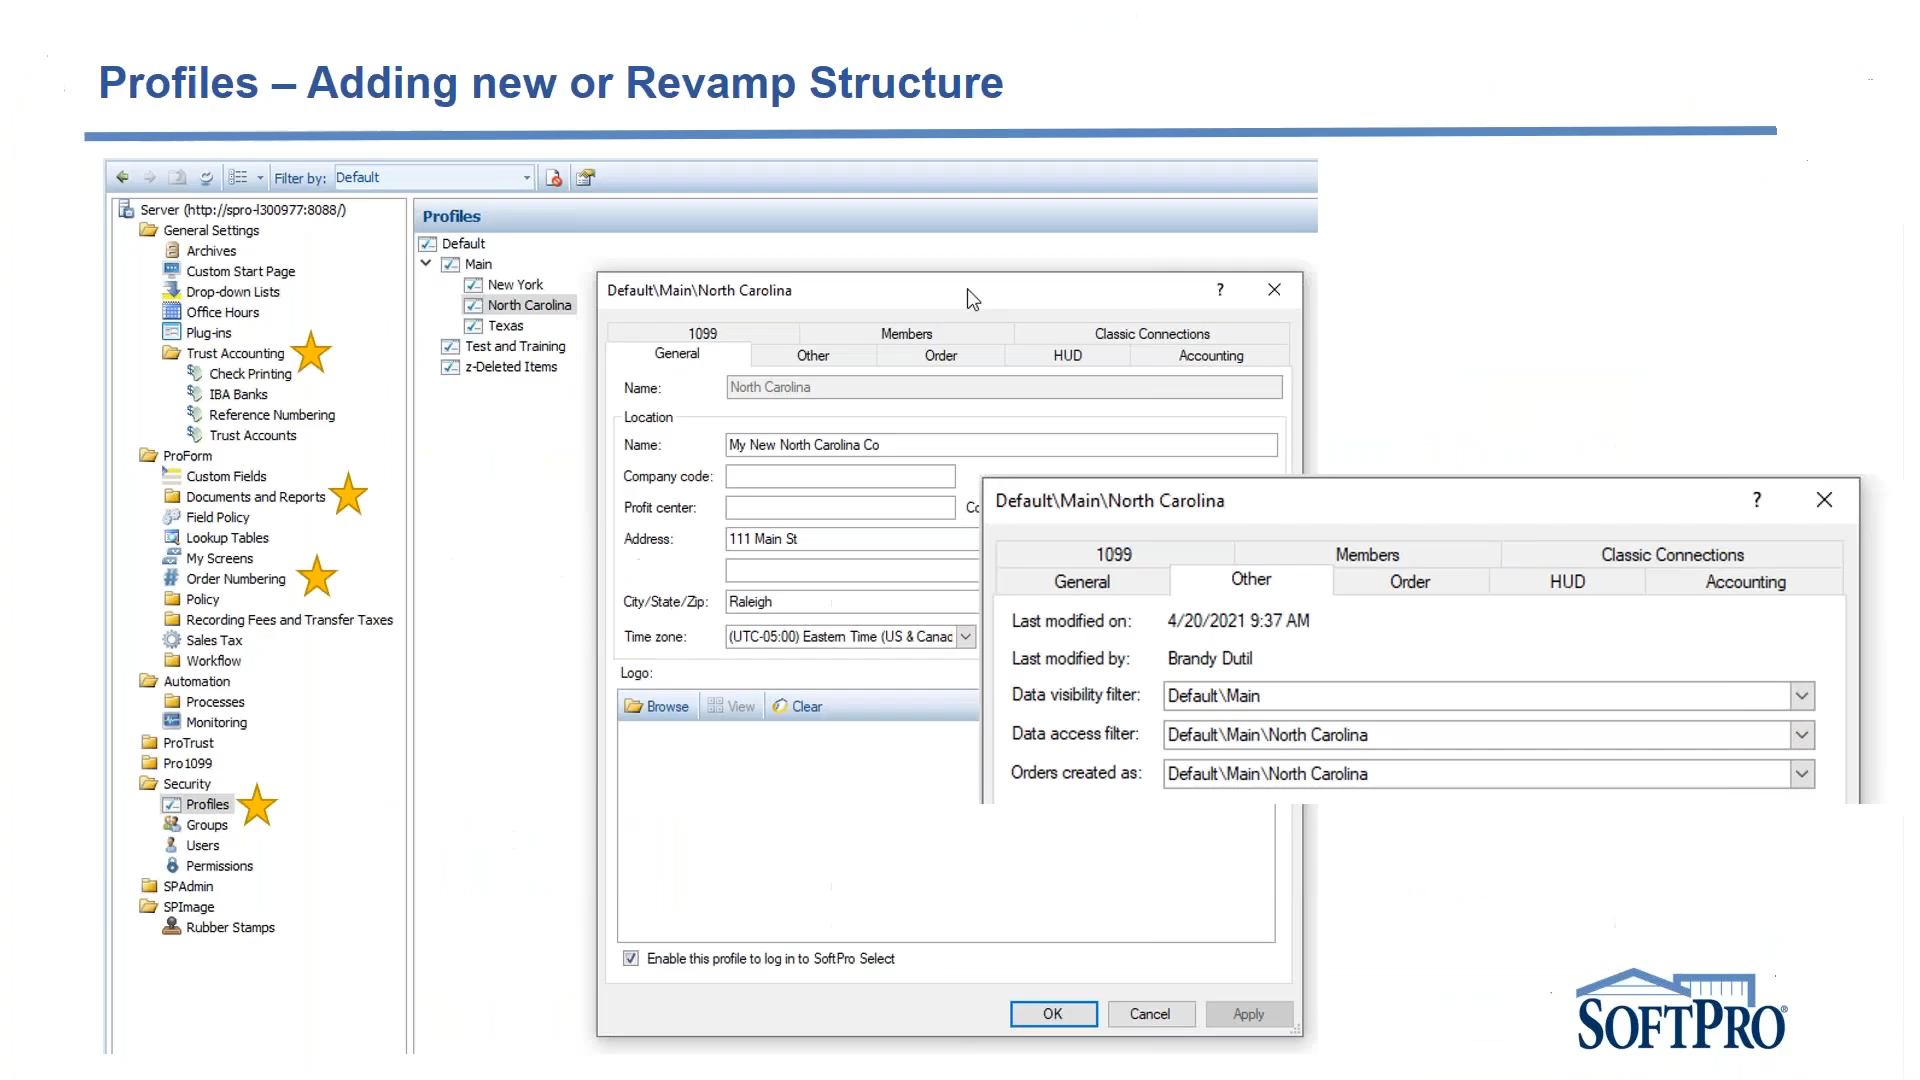 Profiles – Adding new or Revamp Structure
Filter by: Default
Server (http://spro-l300977:8088/)
General Settings
Archives
Custom Start Page
Drop-down Lists
Office Hours
Plug-ins
Trust Accounting
Check Printing
IBA Banks
Reference Numbering
Trust Accounts
ProForm
Custom Fields
Documents and Reports
Field Policy
Lookup Tables
My Screens
Order Numbering
Policy
Recording Fees and Transfer Taxes
Sales Tax
Workflow
Automation
Processes
Monitoring
ProTrust
Pro1099
Security
Profiles
Groups
Users
Permissions
SPAdmin
SPImage
Rubber Stamps
Profiles
Default
Main
New York
North Carolina
Texas
Test and Training
z-Deleted Items
Default\Main\North Carolina ?
1099 Members Classic Connections
General Other Order HUD Accounting
Name: North Carolina
Location
Name: My New North Carolina Co
Company code:
Profit center: Co
Address: 111 Main St
City/State/Zip: Raleigh
Time zone: (UTC-05:00) Eastern Time (US & Canac
Logo:
Browse View Clear
Enable this profile to log in to SoftPro Select
OK Cancel Apply
Default\Main\North Carolina ?
1099 Members Classic Connections
General Other Order HUD Accounting
Last modified on: 4/20/2021 9:37 AM
Last modified by: Brandy Dutil
Data visibility filter: Default\Main
Data access filter: Default\Main\North Carolina
Orders created as: Default\Main\North Carolina
SOFTPRO®